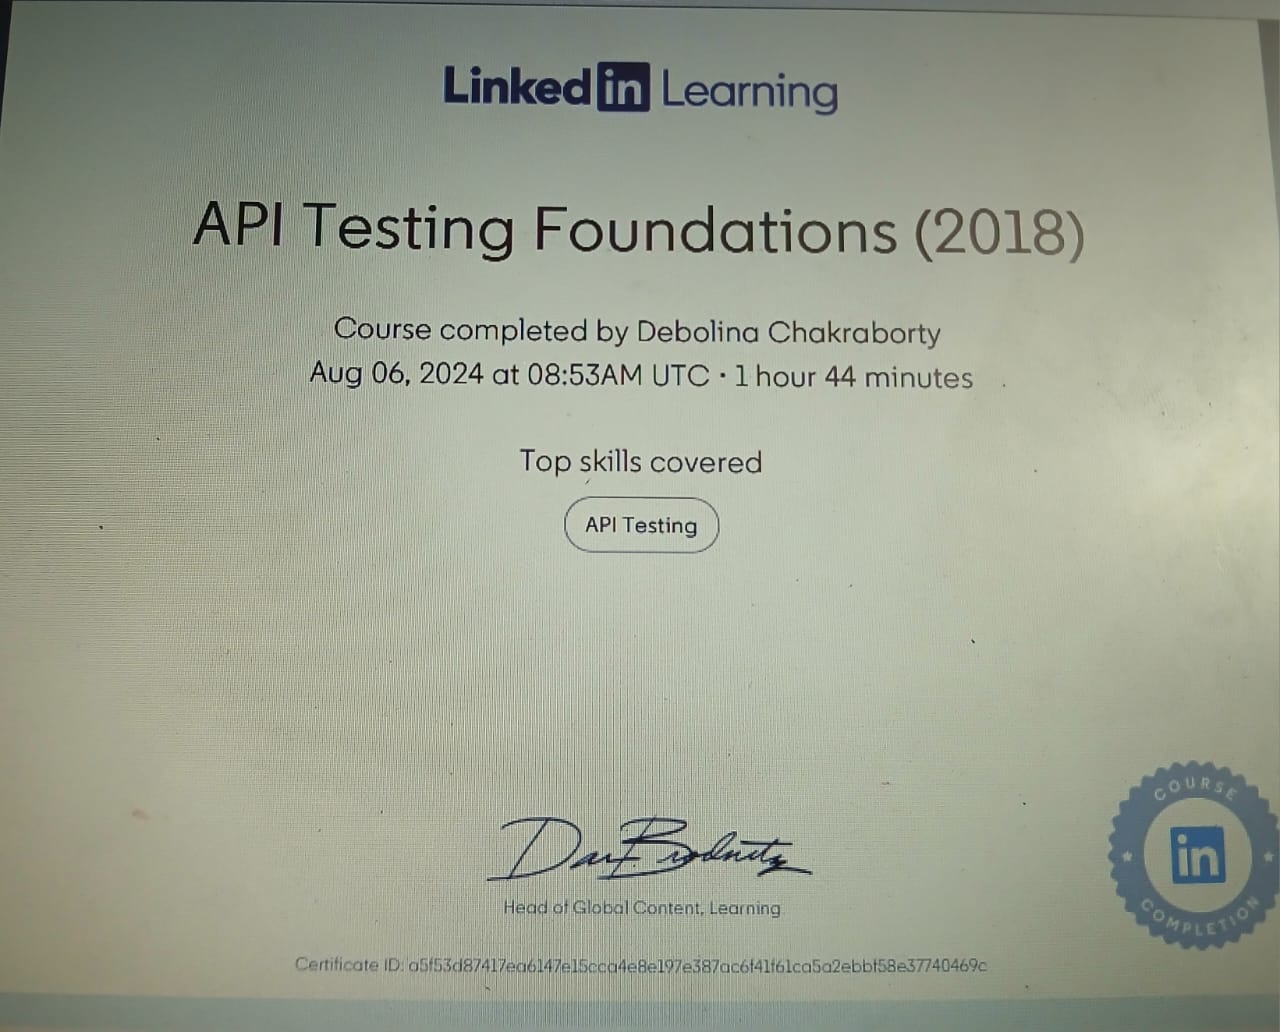 Linked in Learning
API Testing Foundations (2018)
Course completed by Debolina Chakraborty
Aug 06, 2024 at 08:53AM UTC · 1 hour 44 minutes
Top skills covered
API Testing
Head of Global Content, Learning
Certificate ID: a5f53d87417ea6147e15cca4e8e197e387ac6f41f61ca5a2ebbf58e37740469c
COURSE
in
COMPLETION